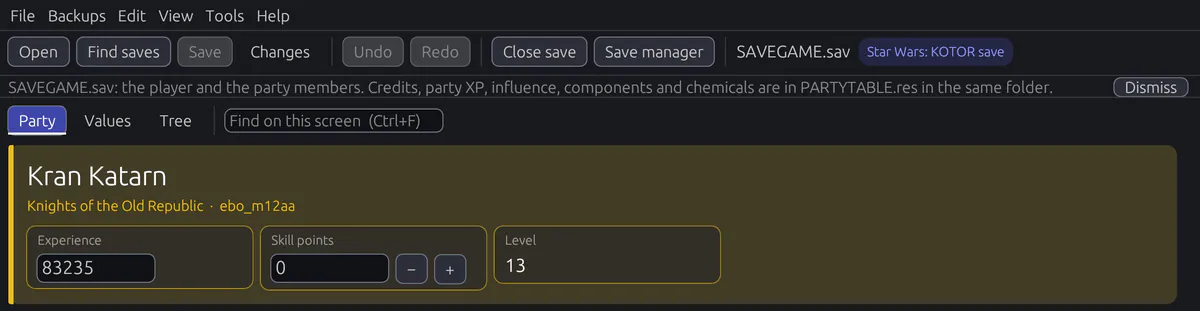 File Backups Edit View Tools Help
Open Find saves Save Changes Undo Redo Close save Save manager SAVEGAME.sav Star Wars: KOTOR save
SAVEGAME.sav: the player and the party members. Credits, party XP, influence, components and chemicals are in PARTYTABLE.res in the same folder. Dismiss
Party Values Tree Find on this screen (Ctrl+F)
Kran Katarn
Knights of the Old Republic · ebo_m12aa
Experience Skill points Level
83235 0 − + 13